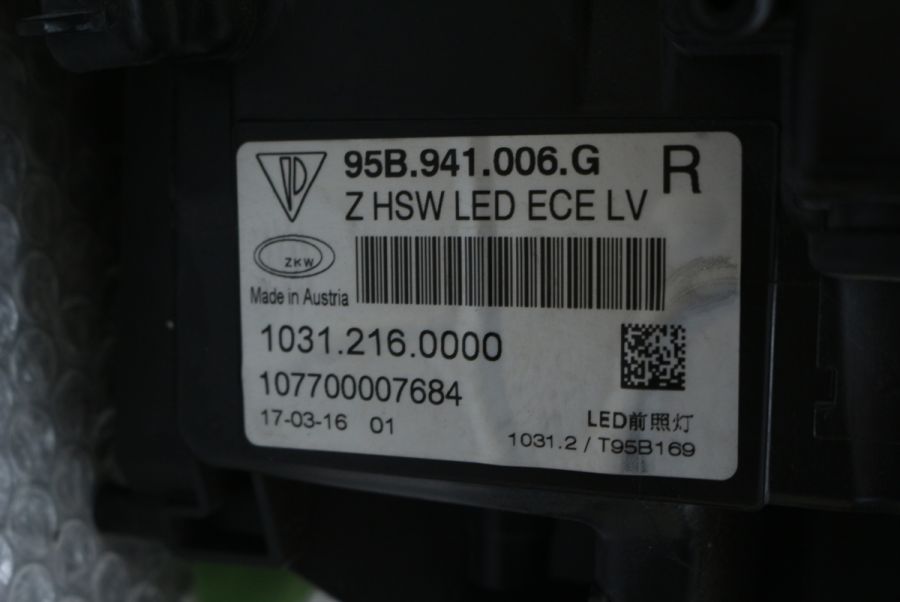 95B.941.006.G R
Z HSW LED ECE LV
ZKW
Made in Austria
1031.216.0000
107700007684
17-03-16 01
LED前照灯
1031.2 / T95B169